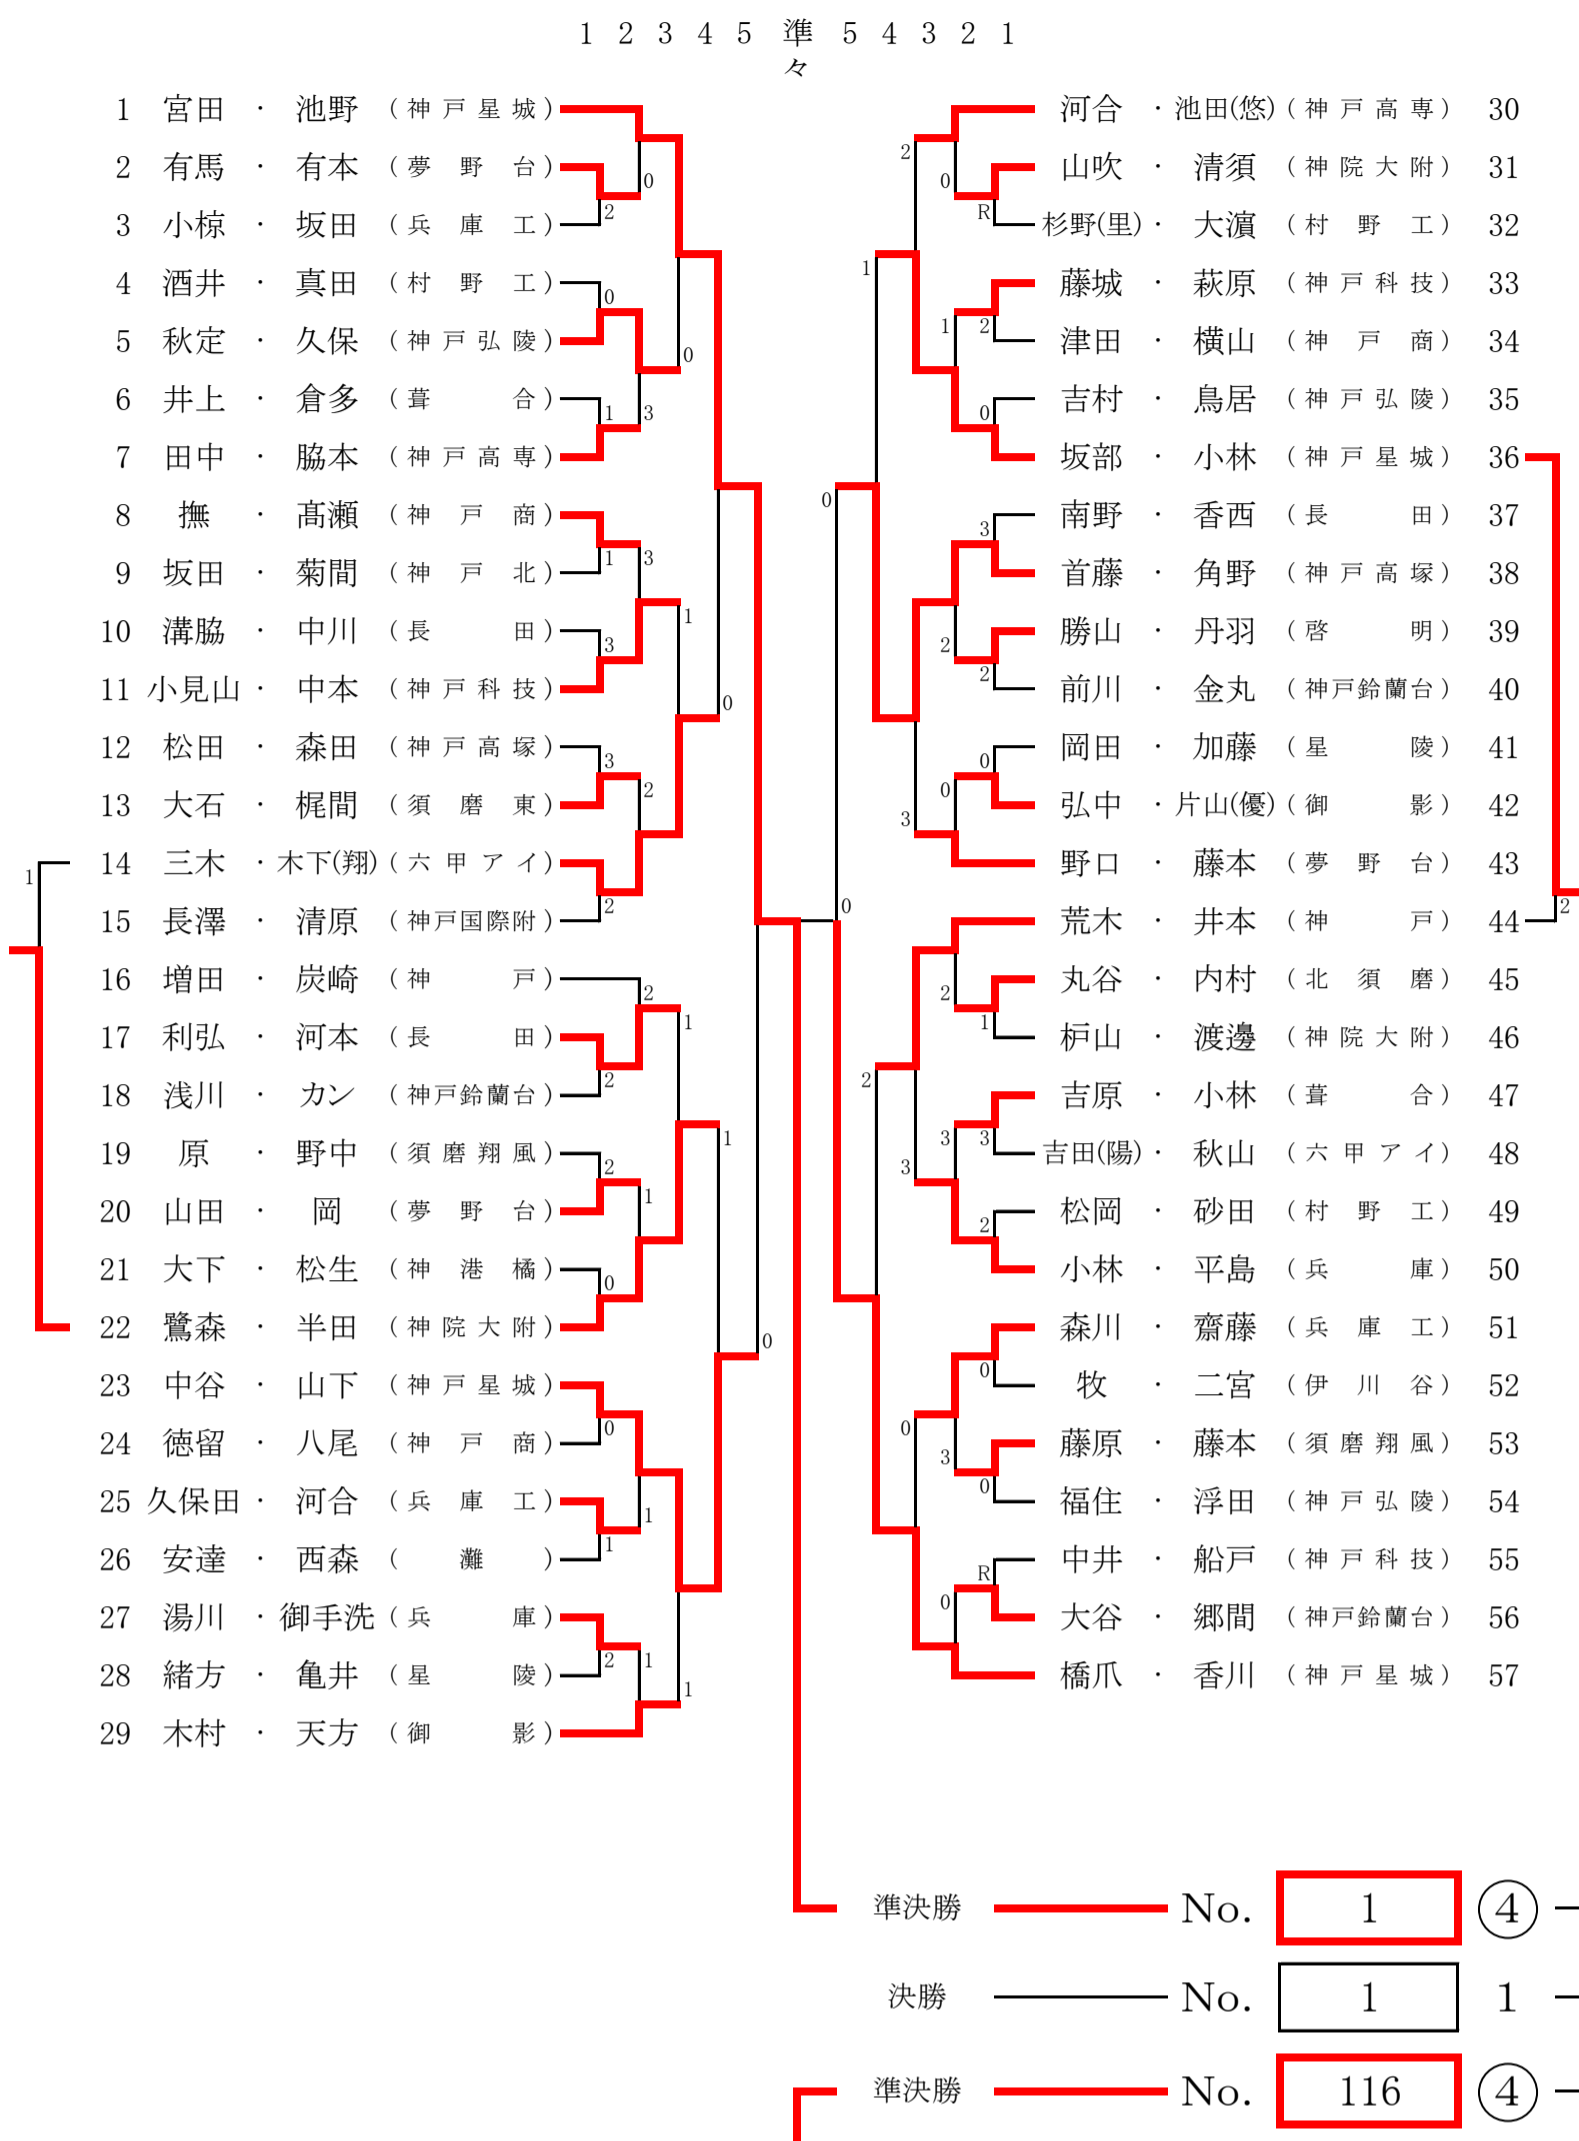 1 2 3 4 5 準々 5 4 3 2 1
1 宮田 ・ 池野 (神戸星城)
2 有馬 ・ 有本 (夢野台)
3 小椋 ・ 坂田 (兵庫工)
4 酒井 ・ 真田 (村野工)
5 秋定 ・ 久保 (神戸弘陵)
6 井上 ・ 倉多 (葺合)
7 田中 ・ 脇本 (神戸高専)
8 撫 ・ 髙瀬 (神戸商)
9 坂田 ・ 菊間 (神戸北)
10 溝脇 ・ 中川 (長田)
11 小見山 ・ 中本 (神戸科技)
12 松田 ・ 森田 (神戸高塚)
13 大石 ・ 梶間 (須磨東)
14 三木 ・ 木下(翔) (六甲アイ)
15 長澤 ・ 清原 (神戸国際附)
16 増田 ・ 炭崎 (神戸)
17 利弘 ・ 河本 (長田)
18 浅川 ・ カン (神戸鈴蘭台)
19 原 ・ 野中 (須磨翔風)
20 山田 ・ 岡 (夢野台)
21 大下 ・ 松生 (神港橘)
22 鷺森 ・ 半田 (神院大附)
23 中谷 ・ 山下 (神戸星城)
24 徳留 ・ 八尾 (神戸商)
25 久保田 ・ 河合 (兵庫工)
26 安達 ・ 西森 (灘)
27 湯川 ・ 御手洗 (兵庫)
28 緒方 ・ 亀井 (星陵)
29 木村 ・ 天方 (御影)
河合 ・ 池田(悠) (神戸高専) 30
山吹 ・ 清須 (神院大附) 31
杉野(里) ・ 大濵 (村野工) 32
藤城 ・ 萩原 (神戸科技) 33
津田 ・ 横山 (神戸商) 34
吉村 ・ 鳥居 (神戸弘陵) 35
坂部 ・ 小林 (神戸星城) 36
南野 ・ 香西 (長田) 37
首藤 ・ 角野 (神戸高塚) 38
勝山 ・ 丹羽 (啓明) 39
前川 ・ 金丸 (神戸鈴蘭台) 40
岡田 ・ 加藤 (星陵) 41
弘中 ・ 片山(優) (御影) 42
野口 ・ 藤本 (夢野台) 43
荒木 ・ 井本 (神戸) 44
丸谷 ・ 内村 (北須磨) 45
枦山 ・ 渡邊 (神院大附) 46
吉原 ・ 小林 (葺合) 47
吉田(陽) ・ 秋山 (六甲アイ) 48
松岡 ・ 砂田 (村野工) 49
小林 ・ 平島 (兵庫) 50
森川 ・ 齋藤 (兵庫工) 51
牧 ・ 二宮 (伊川谷) 52
藤原 ・ 藤本 (須磨翔風) 53
福住 ・ 浮田 (神戸弘陵) 54
中井 ・ 船戸 (神戸科技) 55
大谷 ・ 郷間 (神戸鈴蘭台) 56
橋爪 ・ 香川 (神戸星城) 57
準決勝 No. 1 ④
決勝 No. 1 1
準決勝 No. 116 ④